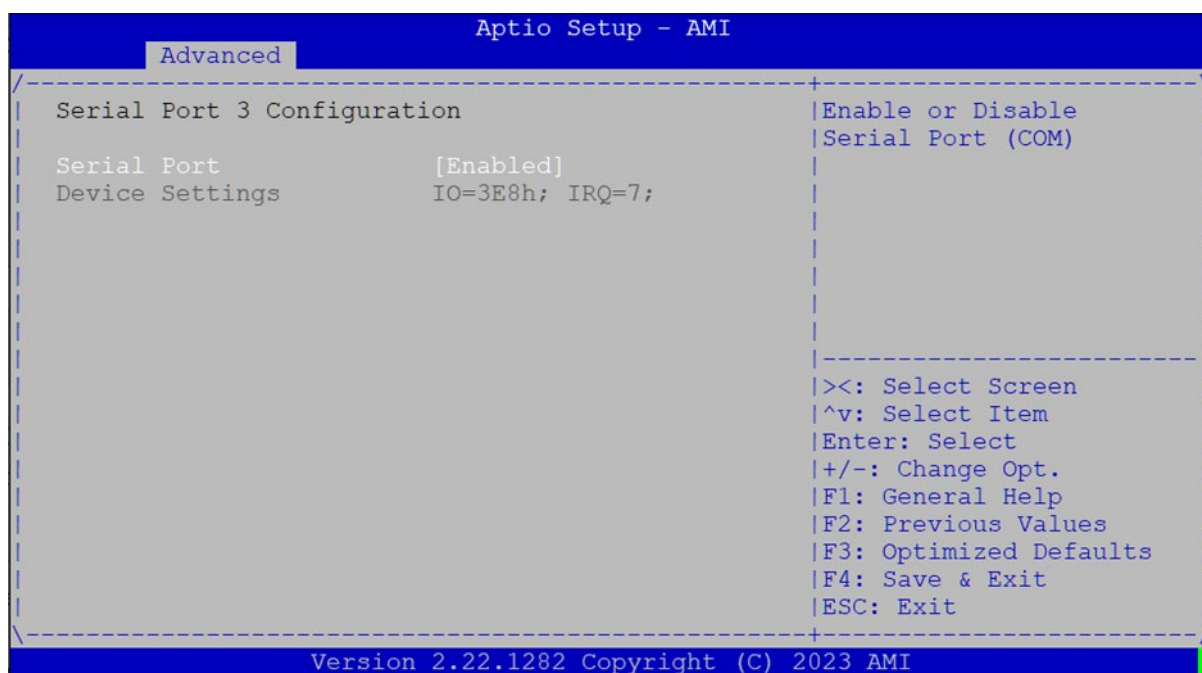 Aptio Setup - AMI
Advanced
Serial Port 3 Configuration
Serial Port [Enabled]
Device Settings IO=3E8h; IRQ=7;
Enable or Disable
Serial Port (COM)
><: Select Screen
^v: Select Item
Enter: Select
+/-: Change Opt.
F1: General Help
F2: Previous Values
F3: Optimized Defaults
F4: Save & Exit
ESC: Exit
Version 2.22.1282 Copyright (C) 2023 AMI